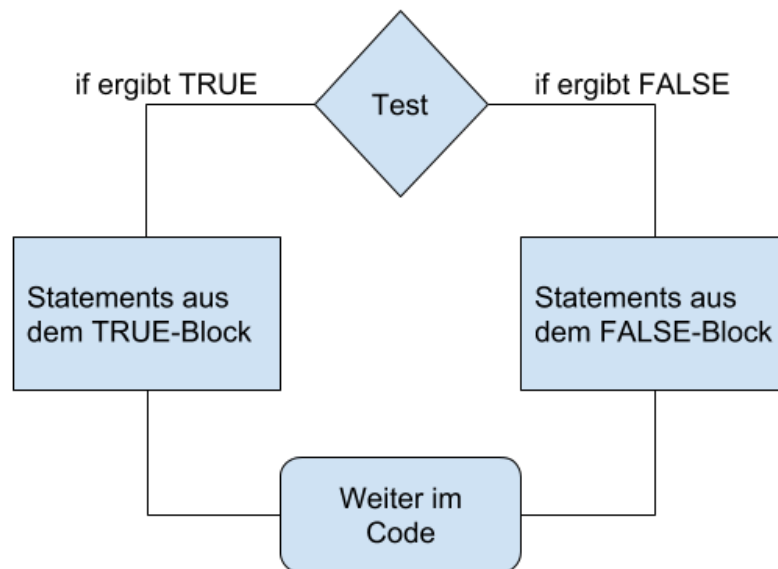 Test
if ergibt TRUE
if ergibt FALSE
Statements aus
dem TRUE-Block
Statements aus
dem FALSE-Block
Weiter im
Code